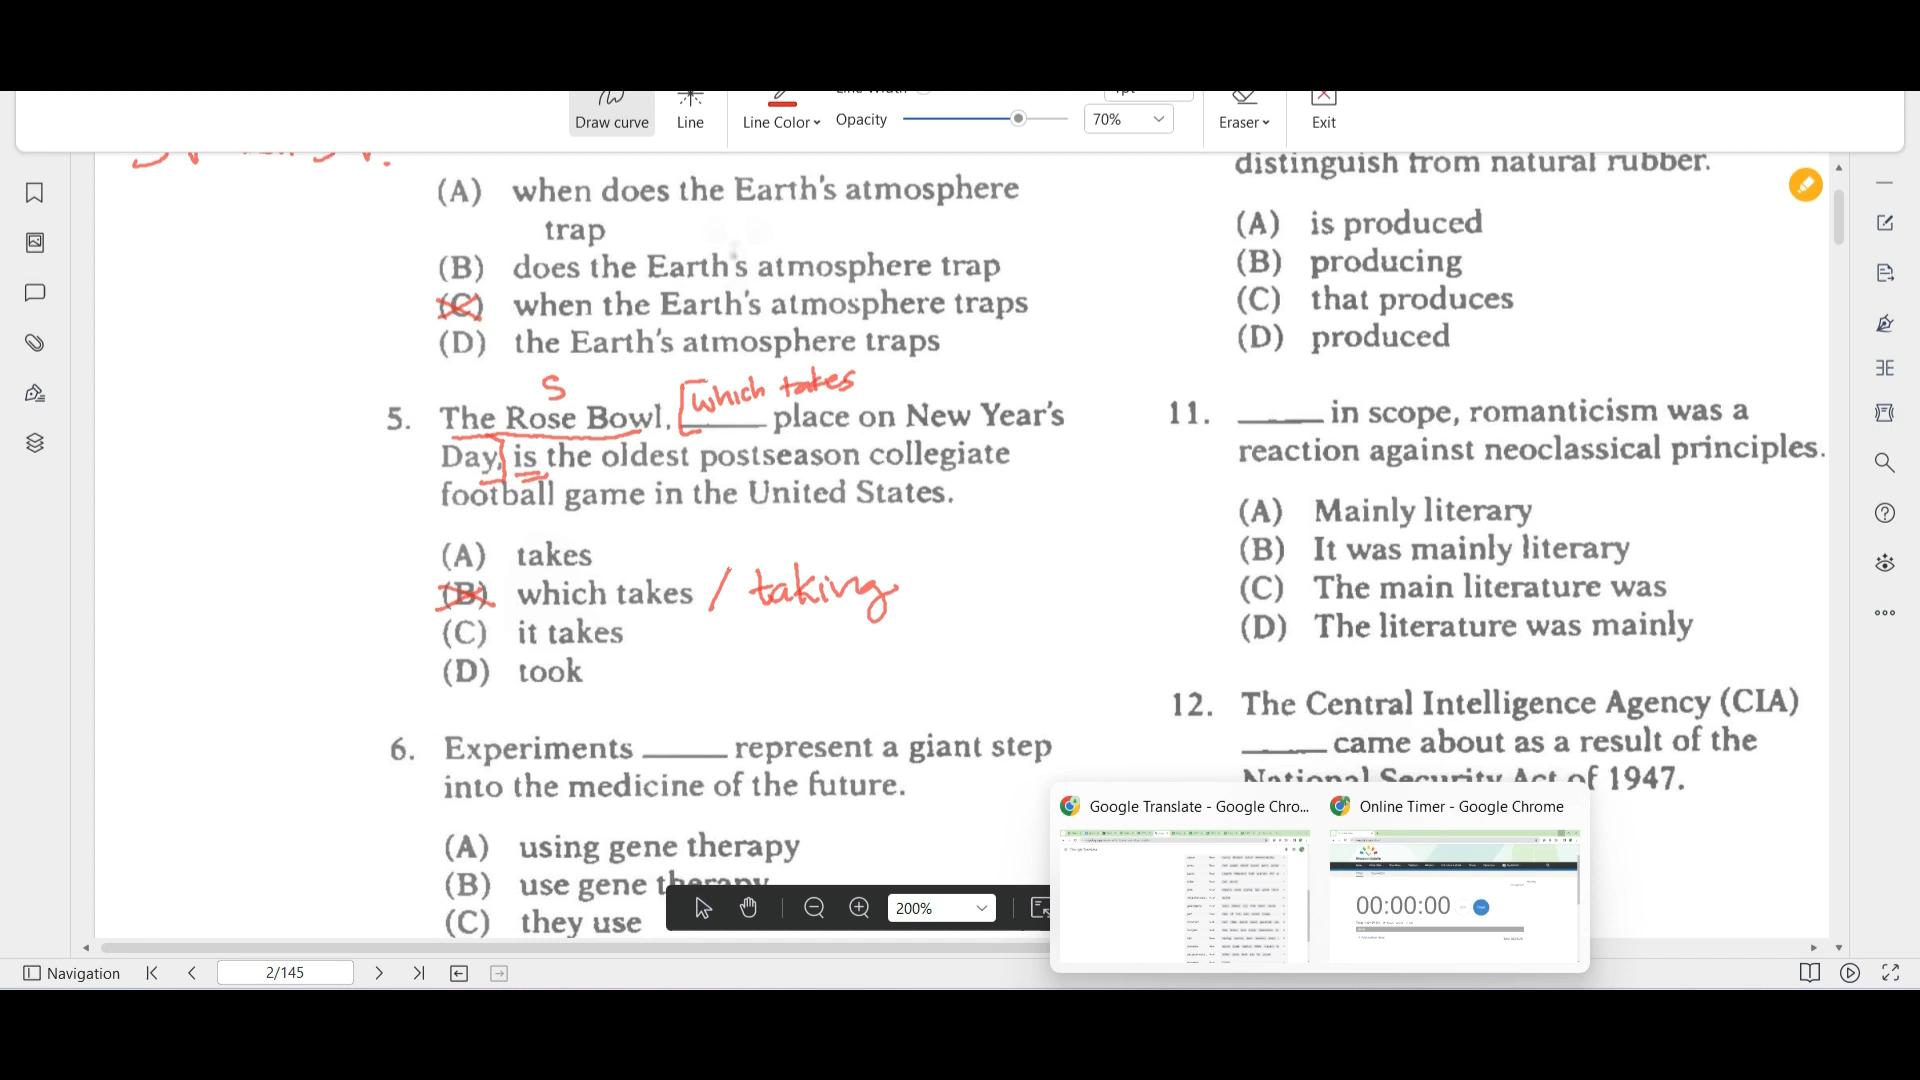 Draw curve
Line
Line Color
Opacity
70%
Eraser
Exit
(A) when does the Earth's atmosphere
trap
(B) does the Earth's atmosphere trap
(C) when the Earth's atmosphere traps
(D) the Earth's atmosphere traps
S
which takes
5. The Rose Bowl, ____ place on New Year's
Day, is the oldest postseason collegiate
football game in the United States.
(A) takes
(B) which takes / taking
(C) it takes
(D) took
6. Experiments ____ represent a giant step
into the medicine of the future.
(A) using gene therapy
(B) use gene therapy
(C) they use
distinguish from natural rubber.
(A) is produced
(B) producing
(C) that produces
(D) produced
11. ____ in scope, romanticism was a
reaction against neoclassical principles.
(A) Mainly literary
(B) It was mainly literary
(C) The main literature was
(D) The literature was mainly
12. The Central Intelligence Agency (CIA)
____ came about as a result of the
National Security Act of 1947.
200%
Google Translate - Google Chro...
Online Timer - Google Chrome
00:00:00
Navigation
2/145